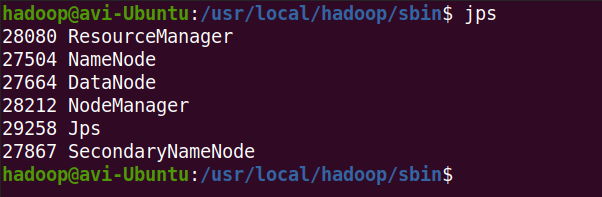 hadoop@avi-Ubuntu:/usr/local/hadoop/sbin$ jps
28080 ResourceManager
27504 NameNode
27664 DataNode
28212 NodeManager
29258 Jps
27867 SecondaryNameNode
hadoop@avi-Ubuntu:/usr/local/hadoop/sbin$